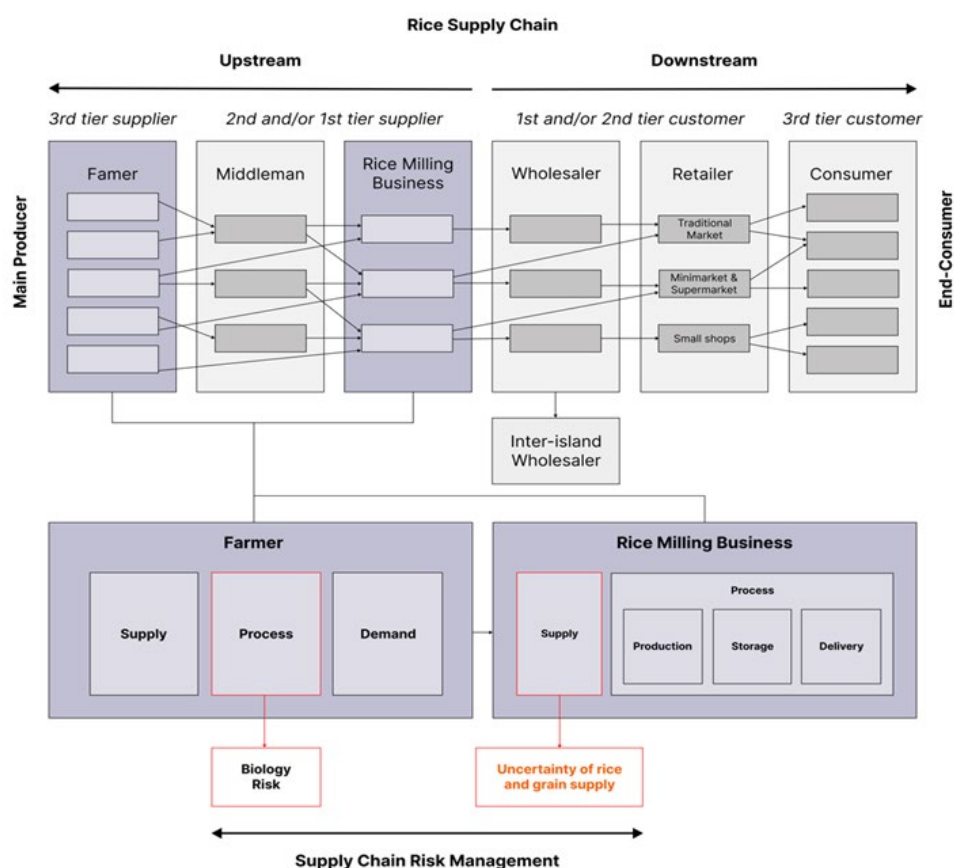 Rice Supply Chain
Upstream
Downstream
3rd tier supplier
2nd and/or 1st tier supplier
1st and/or 2nd tier customer
3rd tier customer
Main Producer
Famer
Middleman
Rice Milling
Business
Wholesaler
Retailer
Consumer
Traditional
Market
Minimarket &
Supermarket
Small shops
End-Consumer
Inter-island
Wholesaler
Farmer
Supply
Process
Demand
Rice Milling Business
Supply
Process
Production
Storage
Delivery
Biology
Risk
Uncertainty of rice
and grain supply
Supply Chain Risk Management